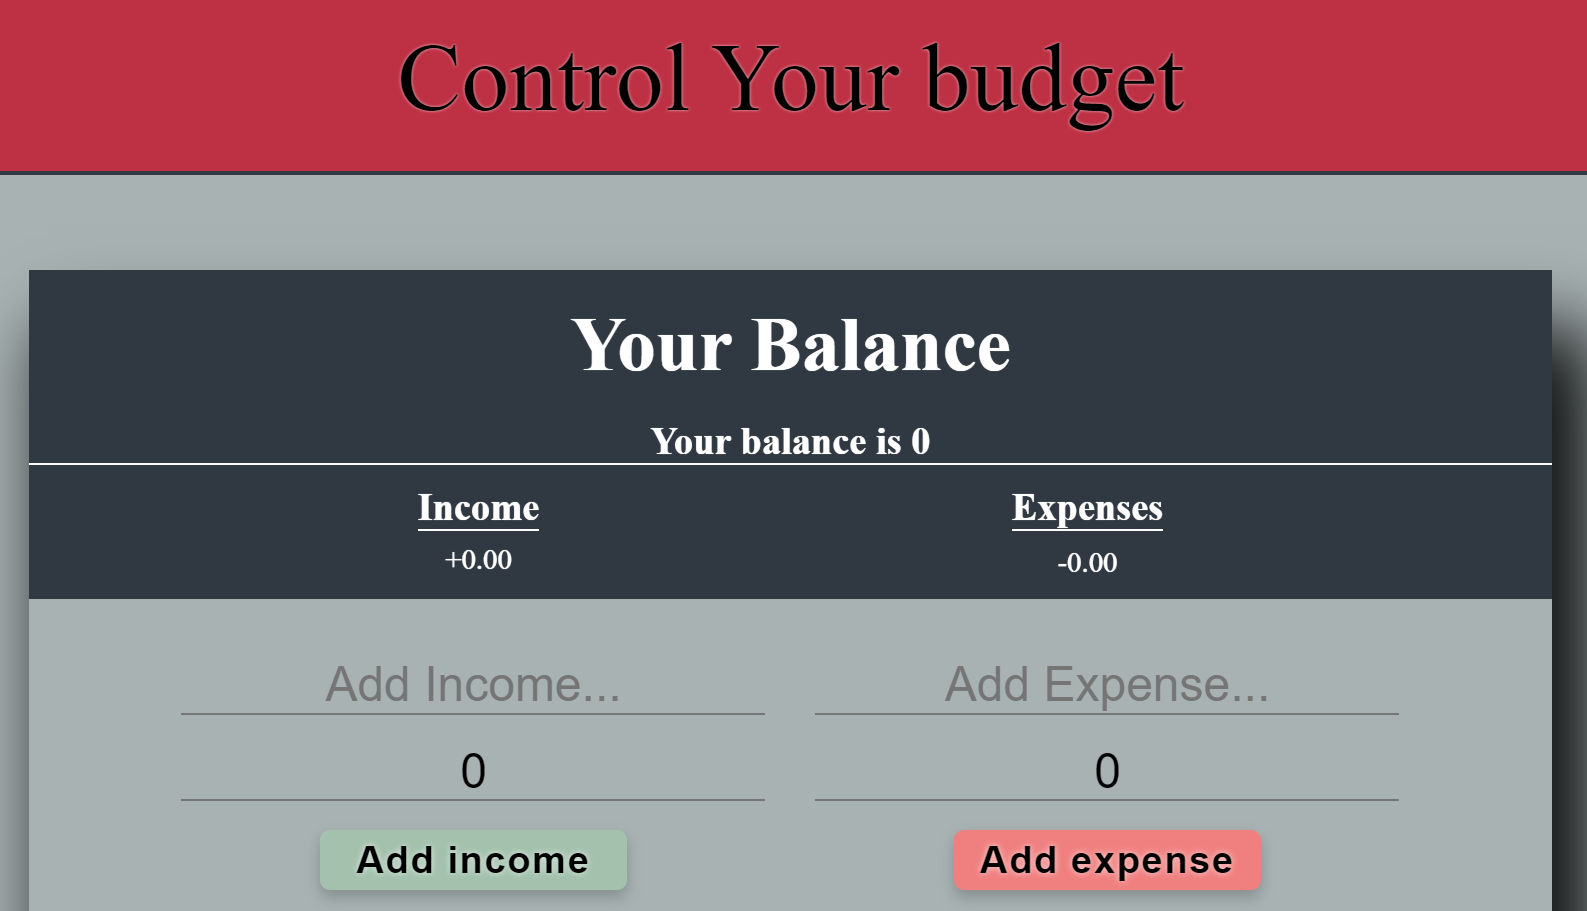 Control Your budget
Your Balance
Your balance is 0
Income
Expenses
+0.00
-0.00
Add Income...
Add Expense...
0
0
Add income
Add expense